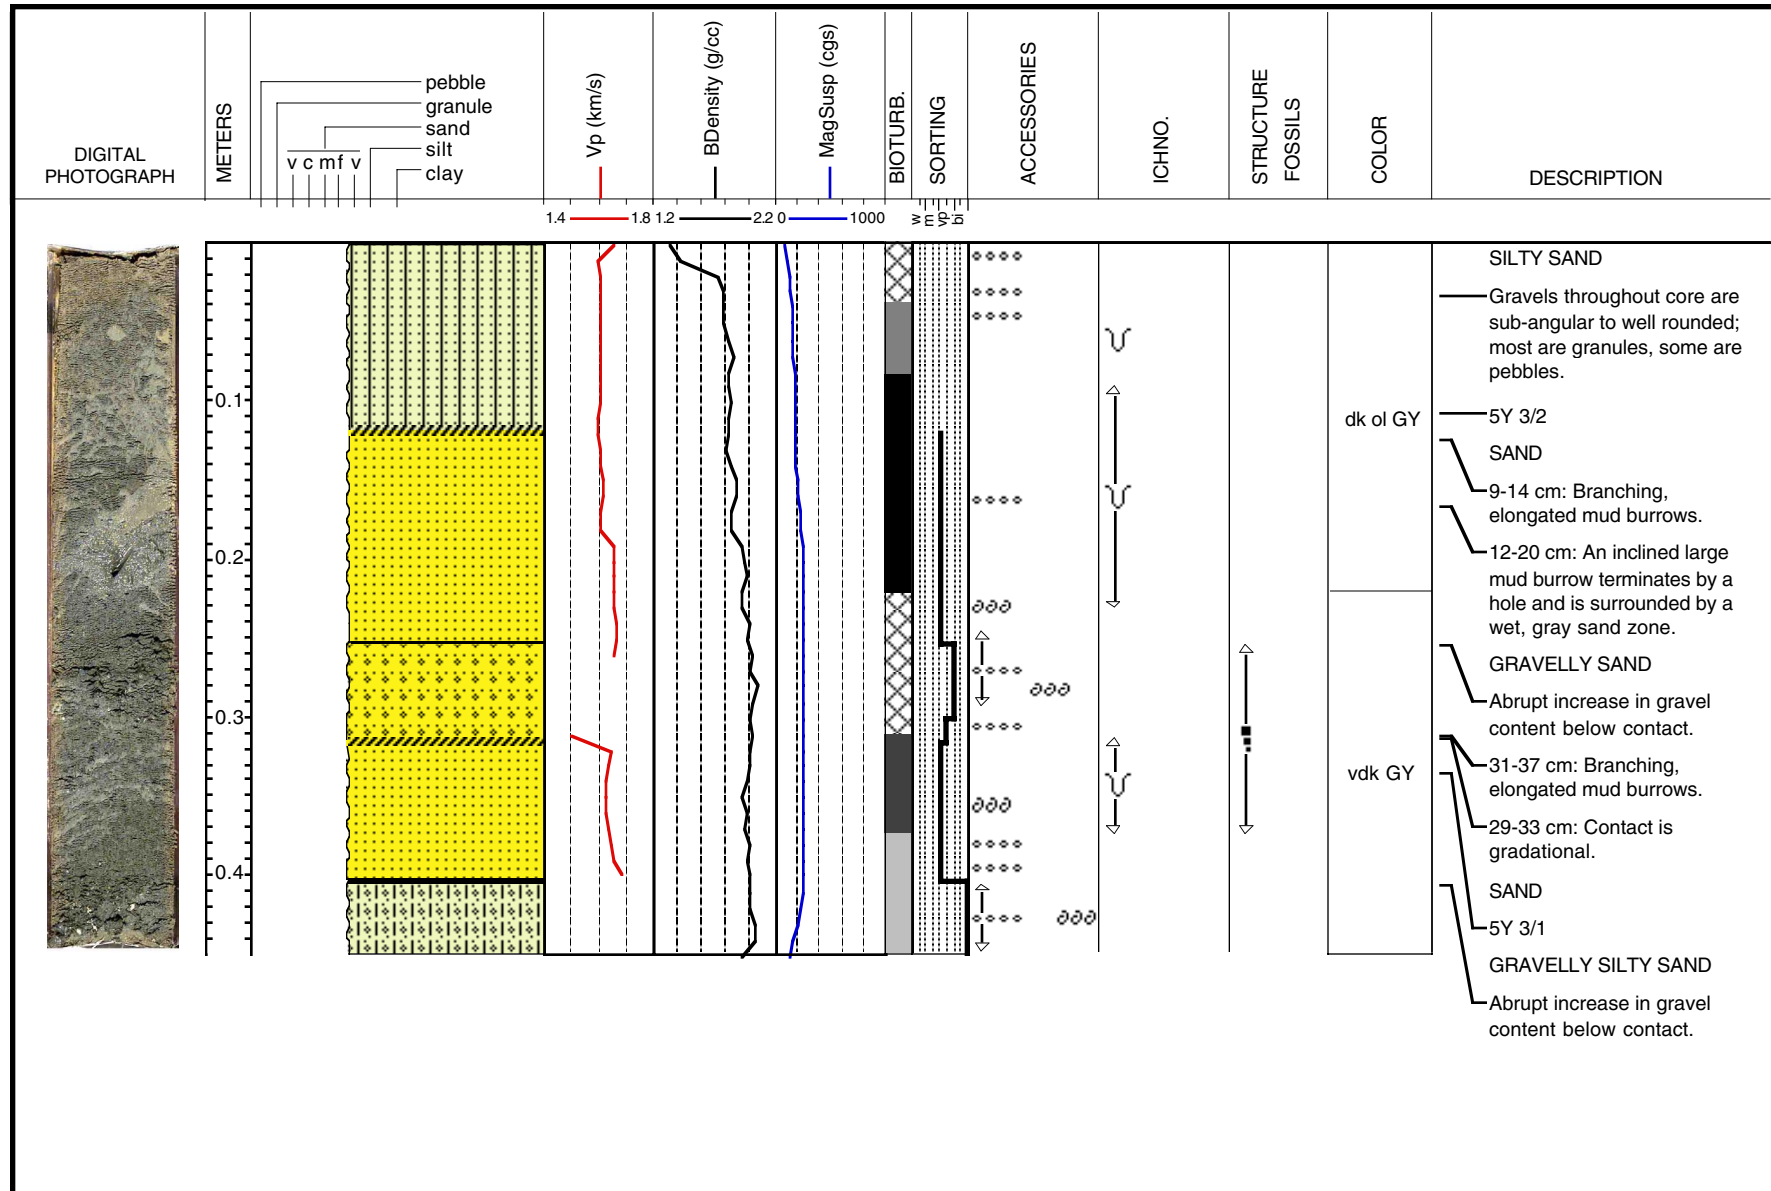 DIGITAL
PHOTOGRAPH
METERS
pebble
granule
sand
silt
clay
v c m f v
Vp (km/s)
1.4 1.8
BDensity (g/cc)
1.2 2.2
MagSusp (cgs)
0 1000
BIOTURB.
SORTING
w
m
vp
bi
ACCESSORIES
ICHNO.
STRUCTURE
FOSSILS
COLOR
DESCRIPTION
0.1
0.2
0.3
0.4
dk ol GY
vdk GY
SILTY SAND
Gravels throughout core are
sub-angular to well rounded;
most are granules, some are
pebbles.
5Y 3/2
SAND
9-14 cm: Branching,
elongated mud burrows.
12-20 cm: An inclined large
mud burrow terminates by a
hole and is surrounded by a
wet, gray sand zone.
GRAVELLY SAND
Abrupt increase in gravel
content below contact.
31-37 cm: Branching,
elongated mud burrows.
29-33 cm: Contact is
gradational.
SAND
5Y 3/1
GRAVELLY SILTY SAND
Abrupt increase in gravel
content below contact.